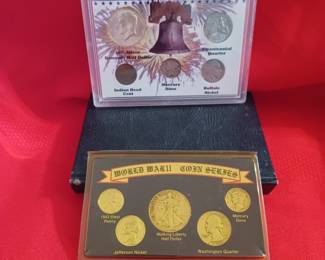 Kennedy Half Dollar
Bicentennial
Quarter
Indian Head
Cent
Mercury
Dime
Buffalo
Nickel
WORLD WAR II COIN SERIES
1943 Steel
Penny
Mercury
Dime
Walking Liberty
Half Dollar
Jefferson Nickel
Washington Quarter